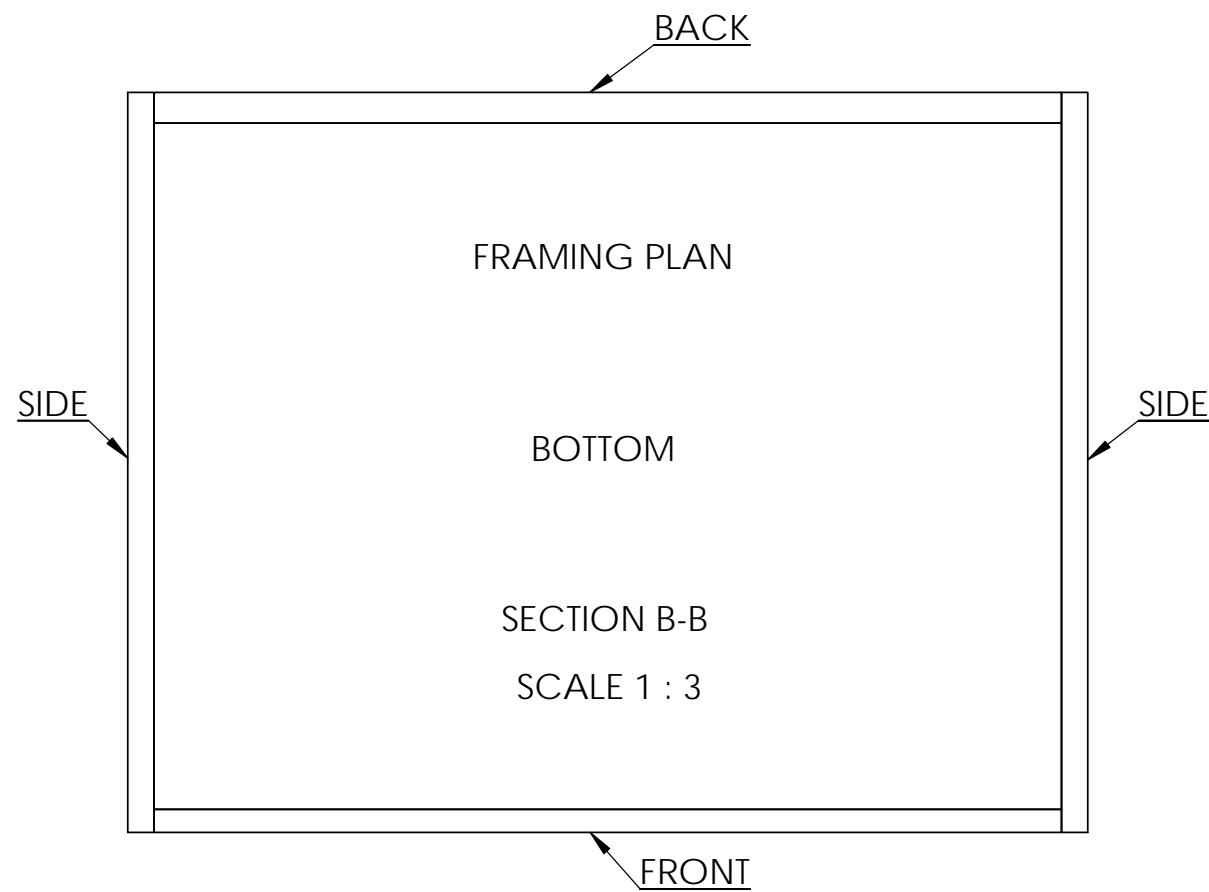 BACK
FRAMING PLAN
SIDE
SIDE
BOTTOM
SECTION B-B
SCALE 1 : 3
FRONT